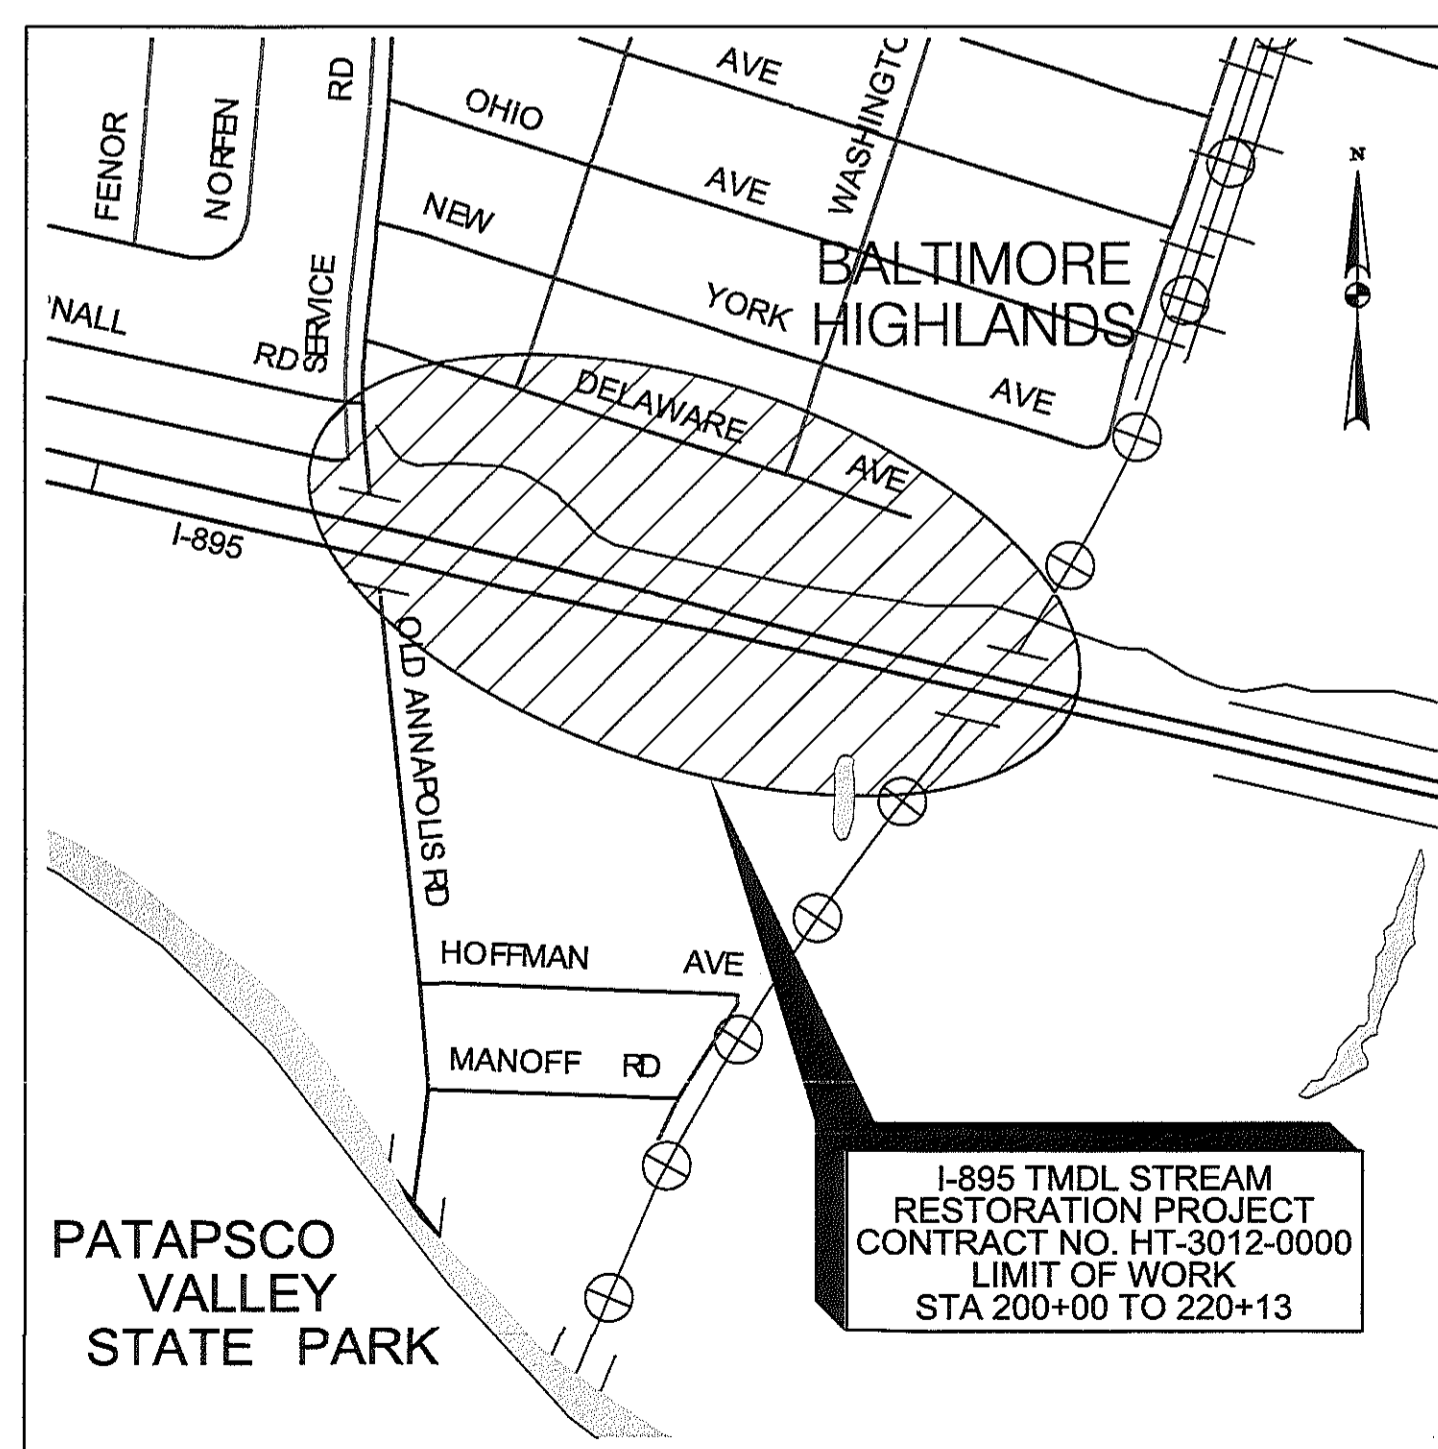 AVE
WASHINGTO
RD
OHIO
FENOR
NORFEN
AVE
N
NEW
BALTIMORE
HIGHLANDS
SERVICE
'NALL
YORK
RD
DELAWARE
AVE
AVE
I-895
OLD ANNAPOLIS RD
HOFFMAN AVE
MANOFF RD
I-895 TMDL STREAM
RESTORATION PROJECT
CONTRACT NO. HT-3012-0000
LIMIT OF WORK
STA 200+00 TO 220+13
PATAPSCO
VALLEY
STATE PARK